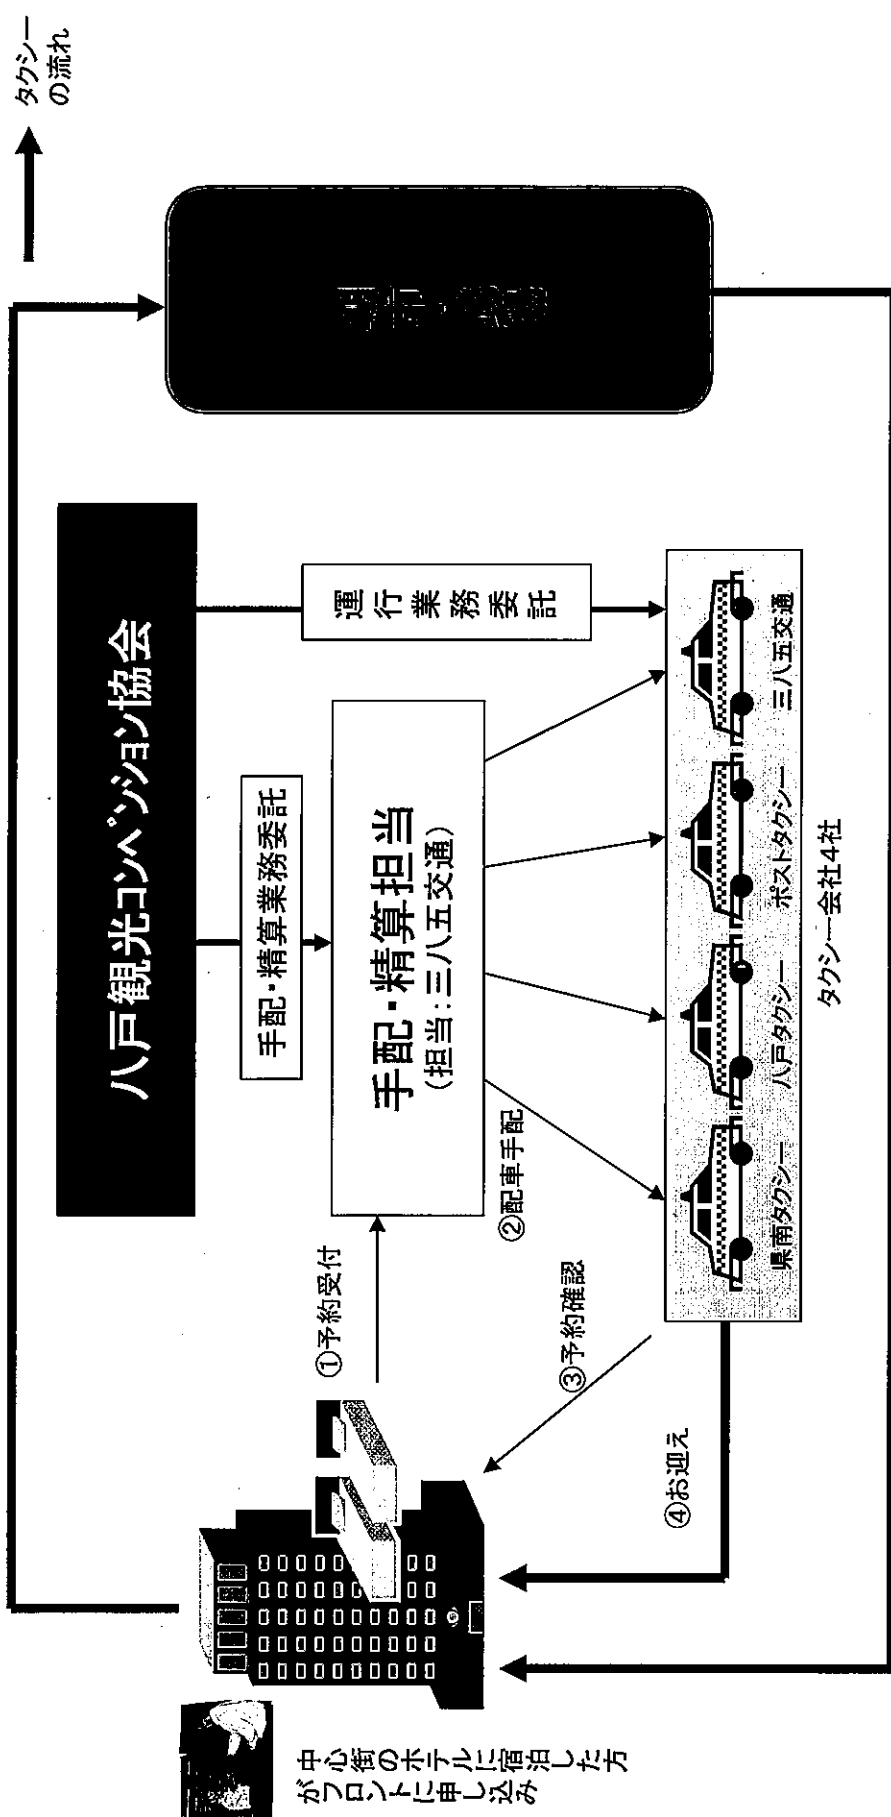 タクシー
の流れ
八戸観光コンベンション協会
手配・精算業務委託
運行業務委託
手配・精算担当
(担当:三八五交通)
①予約受付
②配車手配
③予約確認
④お迎え
県南タクシー
八戸タクシー
ポストタクシー
三八五交通
タクシー会社4社
中心街のホテルに宿泊した方
がフロントに申し込み